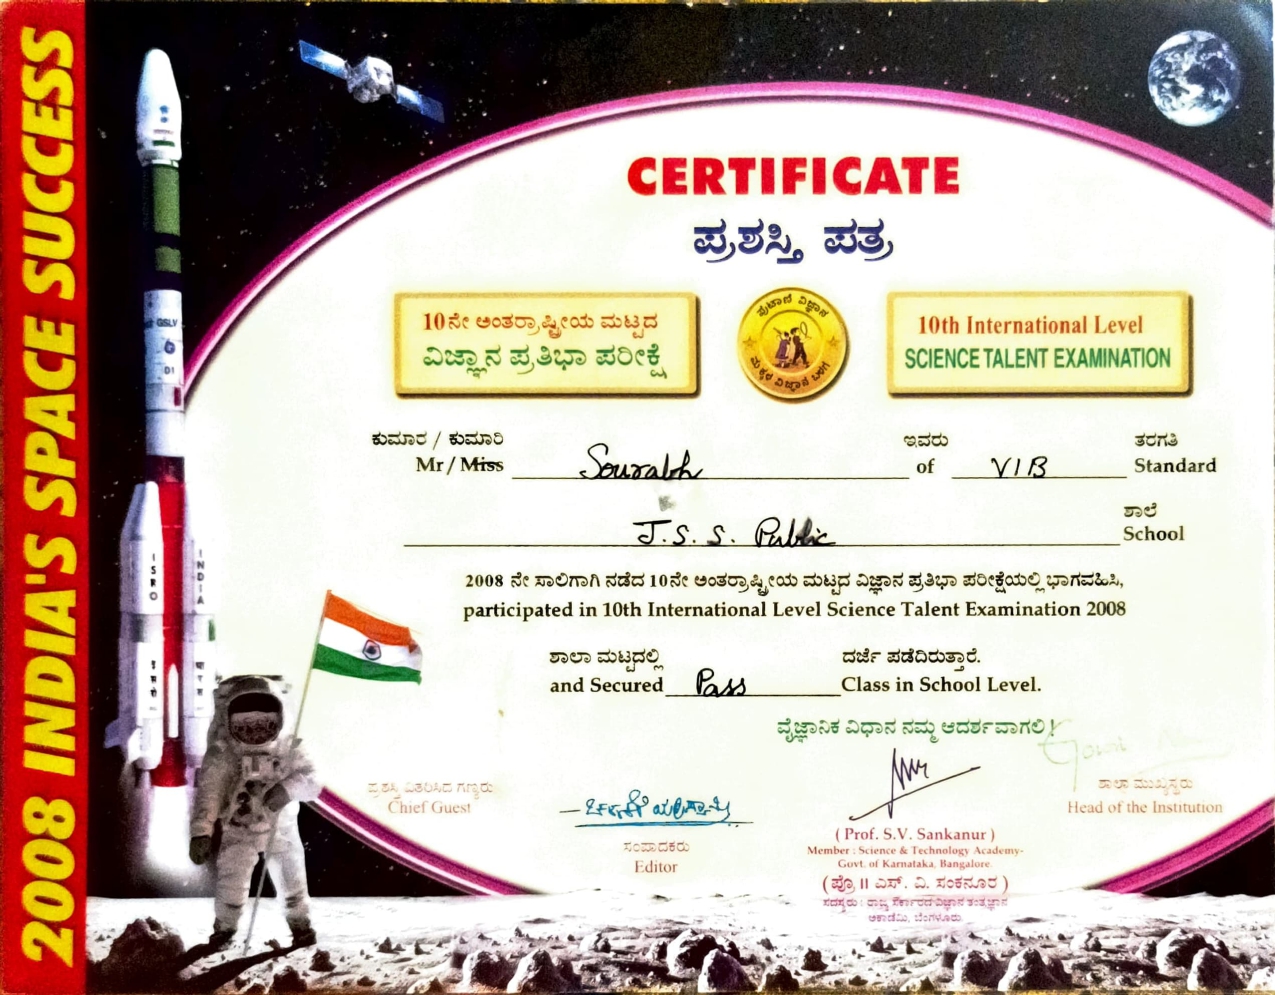 2008 INDIA'S SPACE SUCCESS
CERTIFICATE
ಪ್ರಶಸ್ತಿ ಪತ್ರ
10ನೇ ಅಂತರ್‍ರಾಷ್ಟ್ರೀಯ ಮಟ್ಟದ
ವಿಜ್ಞಾನ ಪ್ರತಿಭಾ ಪರೀಕ್ಷೆ
ಪುಟಾಣಿ ವಿಜ್ಞಾನ
ಮಕ್ಕಳ ವಿಜ್ಞಾನ ಬಳಗ
10th International Level
SCIENCE TALENT EXAMINATION
GSLV
D1
ISRO
INDIA
इसरो
भारत
ಕುಮಾರ / ಕುಮಾರಿ ಇವರು ತರಗತಿ
Mr/Miss Sourabh of VIB Standard
ಶಾಲೆ
J.S.S. Public School
2008 ನೇ ಸಾಲಿಗಾಗಿ ನಡೆದ 10ನೇ ಅಂತರ್‍ರಾಷ್ಟ್ರೀಯ ಮಟ್ಟದ ವಿಜ್ಞಾನ ಪ್ರತಿಭಾ ಪರೀಕ್ಷೆಯಲ್ಲಿ ಭಾಗವಹಿಸಿ,
participated in 10th International Level Science Talent Examination 2008
ಶಾಲಾ ಮಟ್ಟದಲ್ಲಿ ದರ್ಜೆ ಪಡೆದಿರುತ್ತಾರೆ.
and Secured Pass Class in School Level.
ವೈಜ್ಞಾನಿಕ ವಿಧಾನ ನಮ್ಮ ಆದರ್ಶವಾಗಲಿ!
ಪ್ರಶಸ್ತಿ ವಿತರಿಸಿದ ಗಣ್ಯರು
Chief Guest
ಸಂಪಾದಕರು
Editor
(Prof. S.V. Sankanur)
Member : Science & Technology Academy-
Govt. of Karnataka, Bangalore.
(ಪ್ರೊ॥ ಎಸ್. ವಿ. ಸಂಕನೂರ)
ಸದಸ್ಯರು : ರಾಜ್ಯ ಸರ್ಕಾರದ ವಿಜ್ಞಾನ ತಂತ್ರಜ್ಞಾನ
ಅಕಾಡೆಮಿ, ಬೆಂಗಳೂರು.
ಶಾಲಾ ಮುಖ್ಯಸ್ಥರು
Head of the Institution